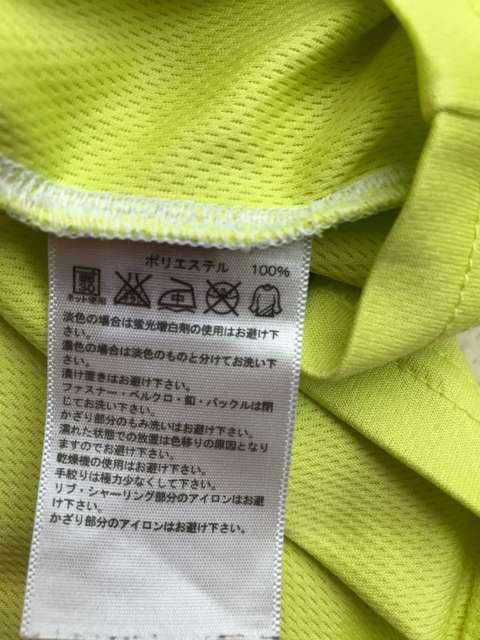 ポリエステル 100%
30
ネット使用
中
淡色の場合は蛍光増白剤の使用はお避け下
さい。
濃色の場合は淡色のものと分けてお洗い下
さい。
漬け置きはお避け下さい。
ファスナー・ベルクロ・釦・バックルは閉
じてお洗い下さい。
かざり部分のもみ洗いはお避け下さい。
濡れた状態での放置は色移りの原因となり
ますのでお避け下さい。
乾燥機の使用はお避け下さい。
手絞りは極力少なくして下さい。
リブ・シャーリング部分のアイロンはお避け
下さい。
かざり部分のアイロンはお避け下さい。